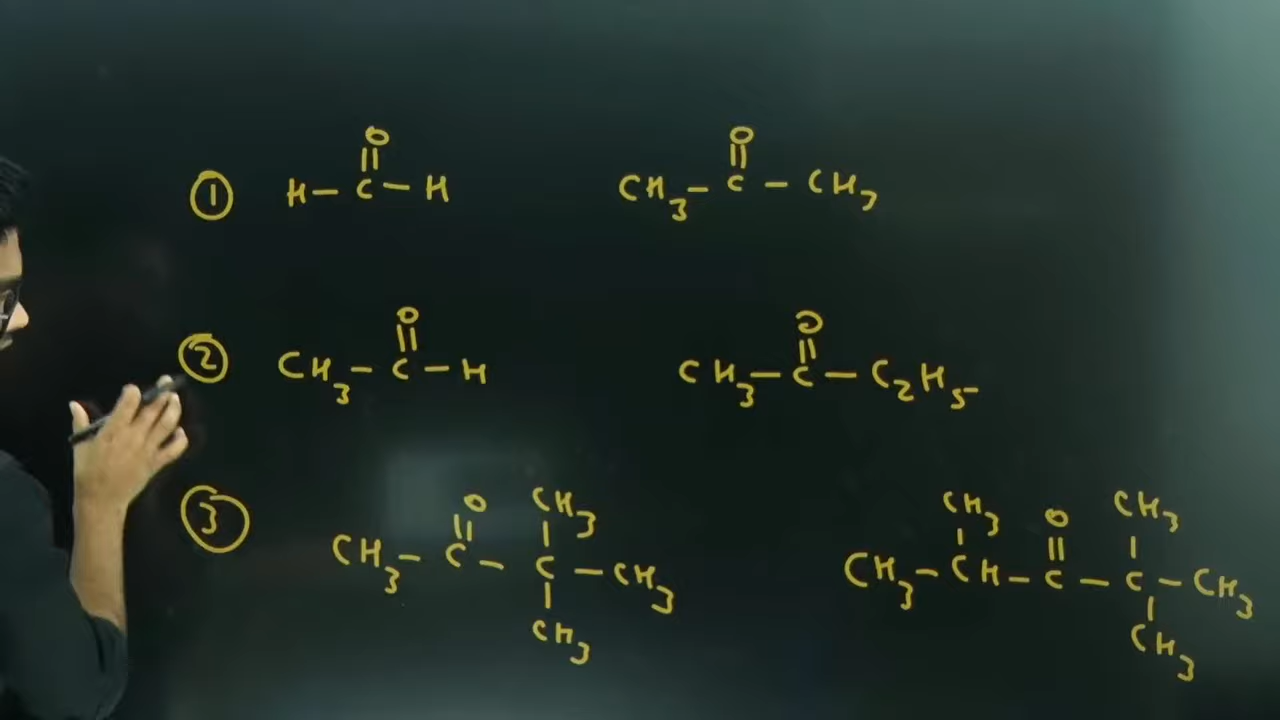 O O
① H – C – H CH3 – C – CH3
O O
② CH3 – C – H CH3 – C – C2H5
O CH3 CH3 O CH3
③ CH3 – C – C – CH3 CH3 – CH – C – C – CH3
CH3 CH3